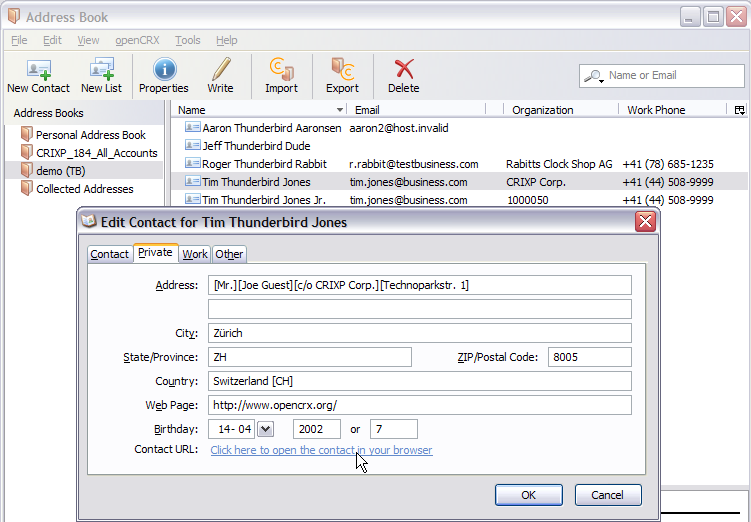 Address Book
File Edit View openCRX Tools Help
New Contact New List Properties Write Import Export Delete Name or Email
Address Books
Personal Address Book
CRIXP_184_All_Accounts
demo (TB)
Collected Addresses
Name Email Organization Work Phone
Aaron Thunderbird Aaronsen aaron2@host.invalid
Jeff Thunderbird Dude
Roger Thunderbird Rabbit r.rabbit@testbusiness.com Rabitts Clock Shop AG +41 (78) 685-1235
Tim Thunderbird Jones tim.jones@business.com CRIXP Corp. +41 (44) 508-9999
Tim Thunderbird Jones Jr. tim.jones@business.com 1000050 +41 (44) 508-9999
Edit Contact for Tim Thunderbird Jones
Contact Private Work Other
Address: [Mr.][Joe Guest][c/o CRIXP Corp.][Technoparkstr. 1]
City: Zürich
State/Province: ZH ZIP/Postal Code: 8005
Country: Switzerland [CH]
Web Page: http://www.opencrx.org/
Birthday: 14- 04 2002 or 7
Contact URL: Click here to open the contact in your browser
OK Cancel